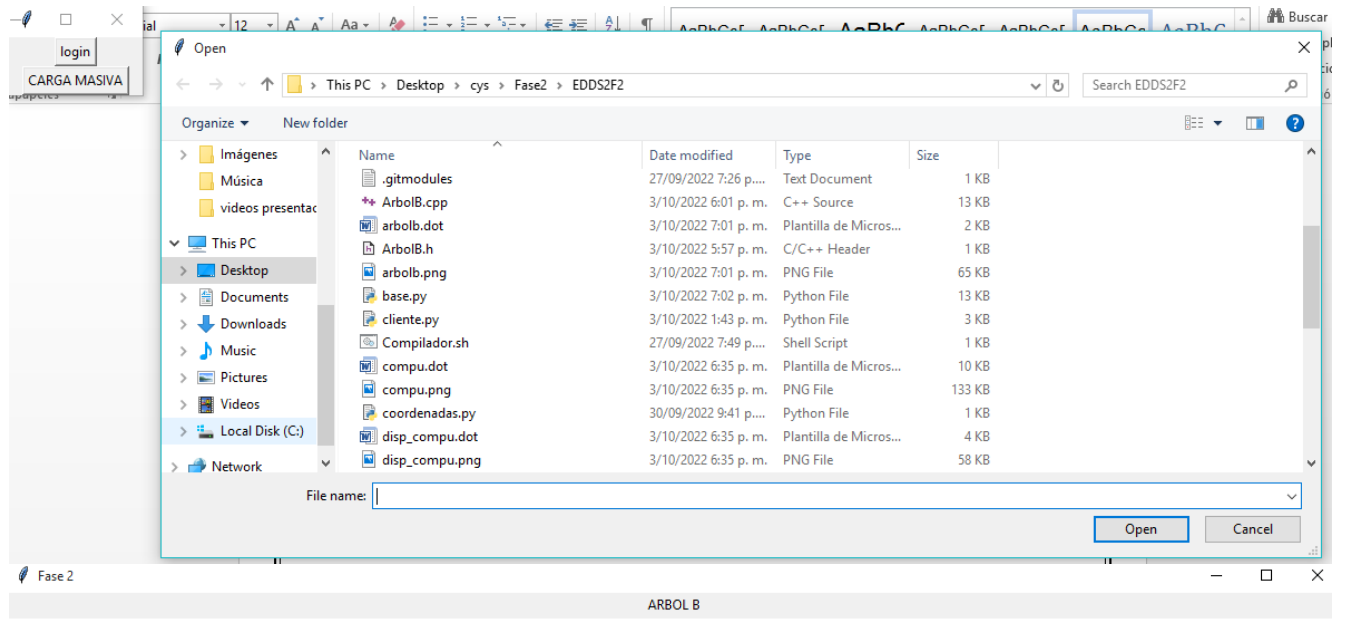 ial 12 Aa Buscar
login
CARGA MASIVA
Open
This PC > Desktop > cys > Fase2 > EDDS2F2
Search EDDS2F2
Organize New folder
Name Date modified Type Size
Imágenes
Música
videos presentac
This PC
Desktop
Documents
Downloads
Music
Pictures
Videos
Local Disk (C:)
Network
.gitmodules 27/09/2022 7:26 p.... Text Document 1 KB
ArbolB.cpp 3/10/2022 6:01 p. m. C++ Source 13 KB
arbolb.dot 3/10/2022 7:01 p. m. Plantilla de Micros... 2 KB
ArbolB.h 3/10/2022 5:57 p. m. C/C++ Header 1 KB
arbolb.png 3/10/2022 7:01 p. m. PNG File 65 KB
base.py 3/10/2022 7:02 p. m. Python File 13 KB
cliente.py 3/10/2022 1:43 p. m. Python File 3 KB
Compilador.sh 27/09/2022 7:49 p.... Shell Script 1 KB
compu.dot 3/10/2022 6:35 p. m. Plantilla de Micros... 10 KB
compu.png 3/10/2022 6:35 p. m. PNG File 133 KB
coordenadas.py 30/09/2022 9:41 p.... Python File 1 KB
disp_compu.dot 3/10/2022 6:35 p. m. Plantilla de Micros... 4 KB
disp_compu.png 3/10/2022 6:35 p. m. PNG File 58 KB
File name:
Open Cancel
Fase 2
ARBOL B